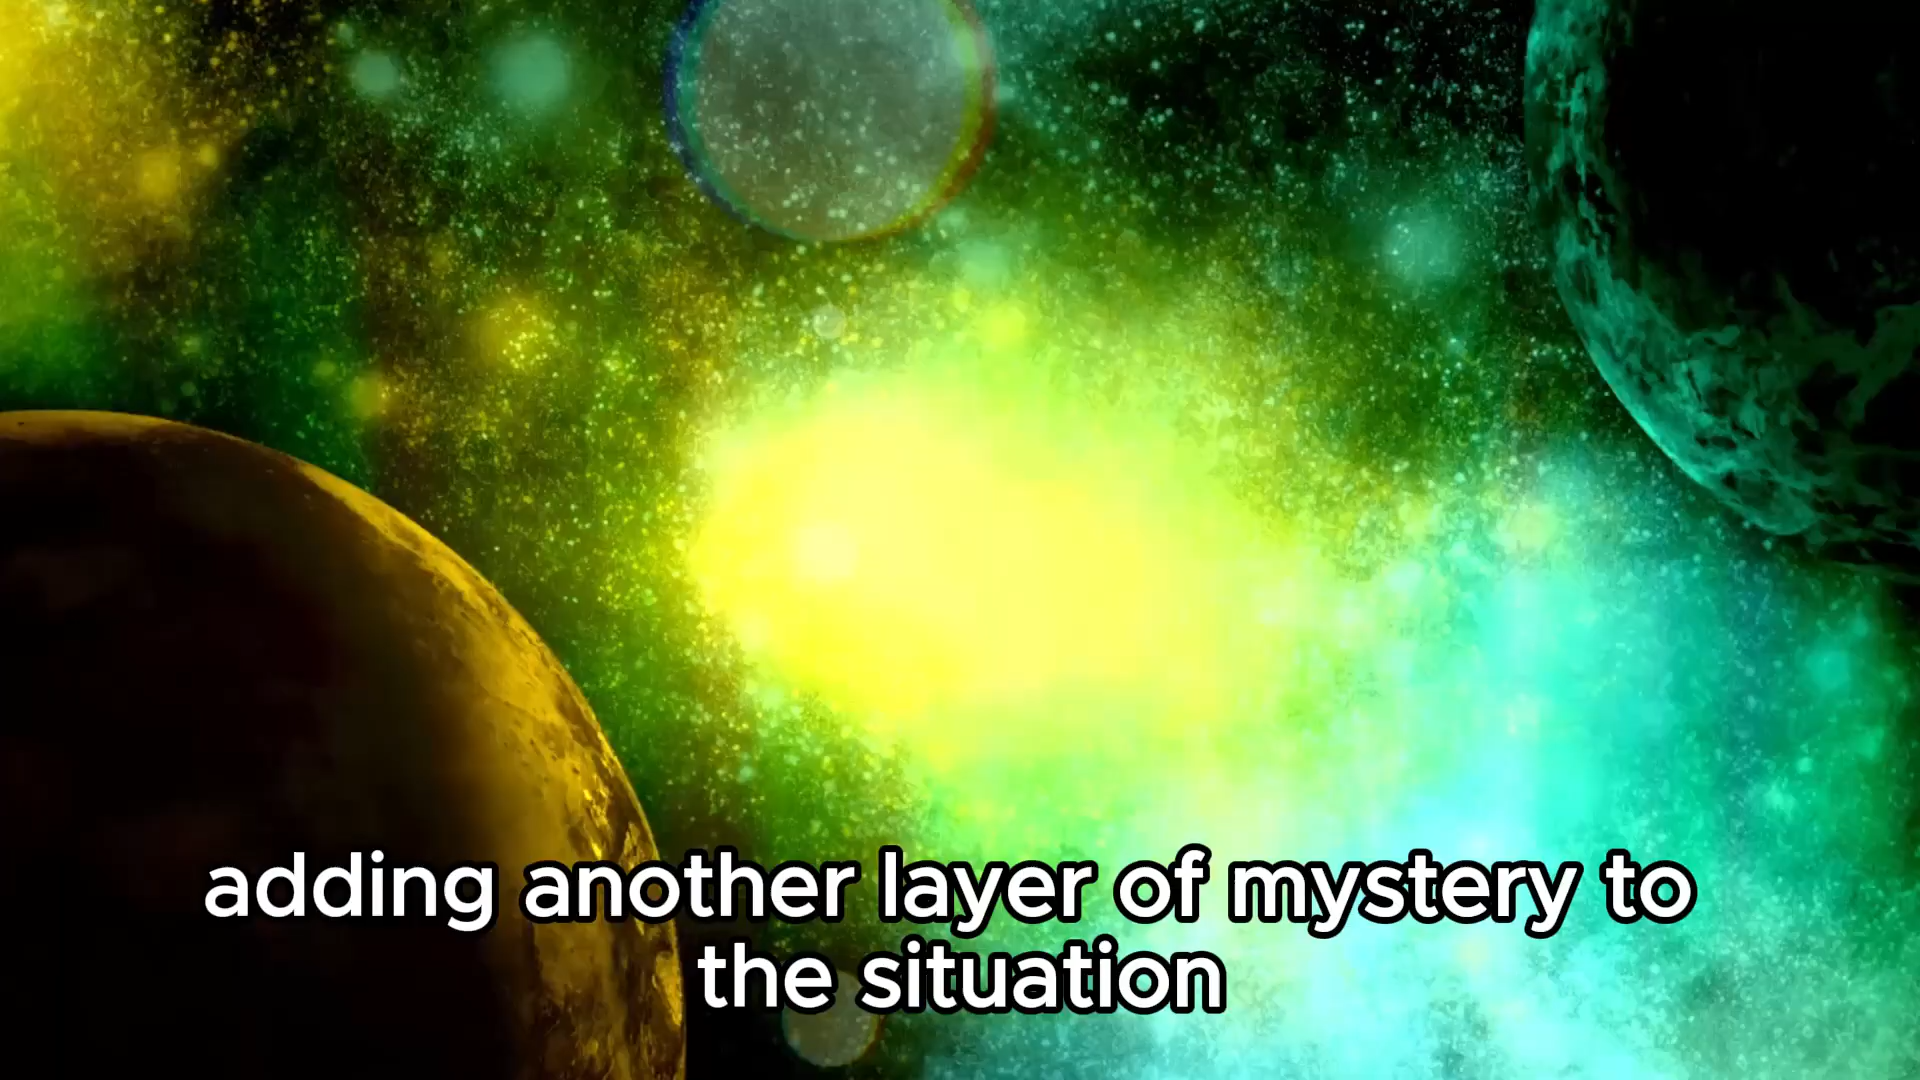 adding another layer of mystery to
the situation